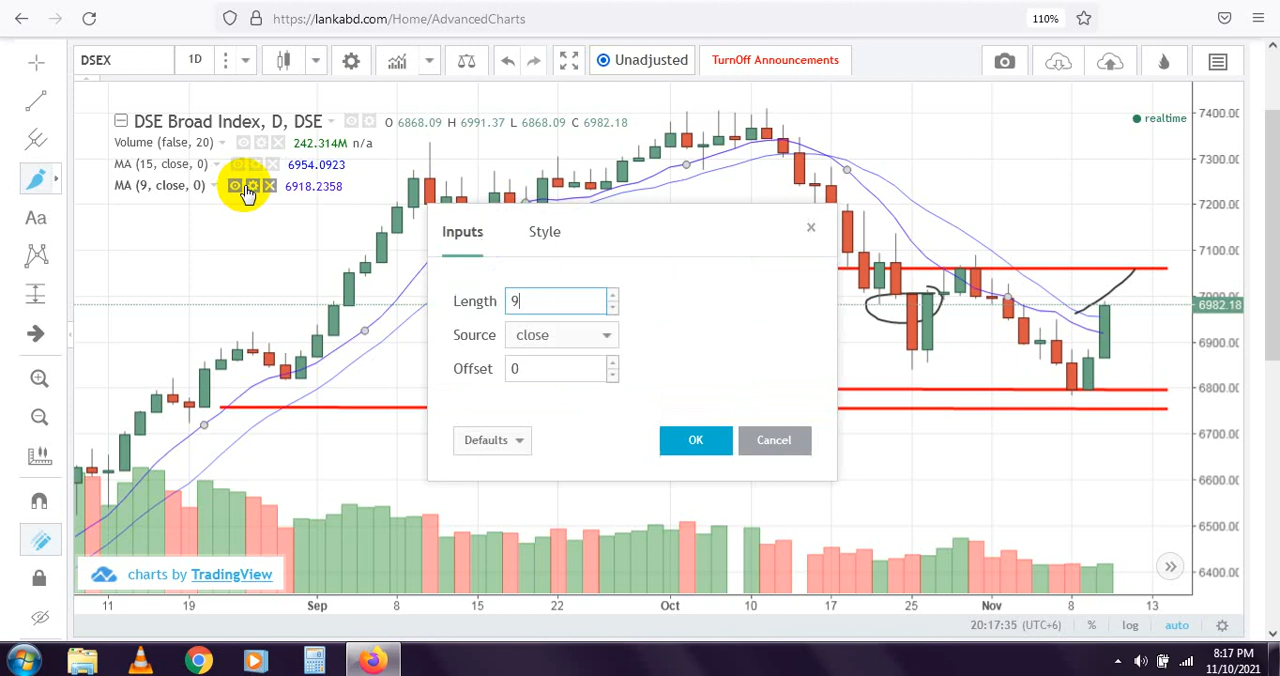 https://lankabd.com/Home/AdvancedCharts
110%
DSEX
1D
Unadjusted
TurnOff Announcements
DSE Broad Index, D, DSE
O 6868.09 H 6991.37 L 6868.09 C 6982.18
realtime
Volume (false, 20)
242.314M n/a
MA (15, close, 0)
6954.0923
MA (9, close, 0)
6918.2358
Aa
Inputs
Style
Length
9
Source
close
Offset
0
Defaults
OK
Cancel
7400.00
7300.00
7200.00
7100.00
6982.18
6900.00
6800.00
6700.00
6600.00
6500.00
6400.00
charts by TradingView
11
19
Sep
8
15
22
Oct
10
17
25
Nov
8
13
20:17:35 (UTC+6)
%
log
auto
8:17 PM
11/10/2021